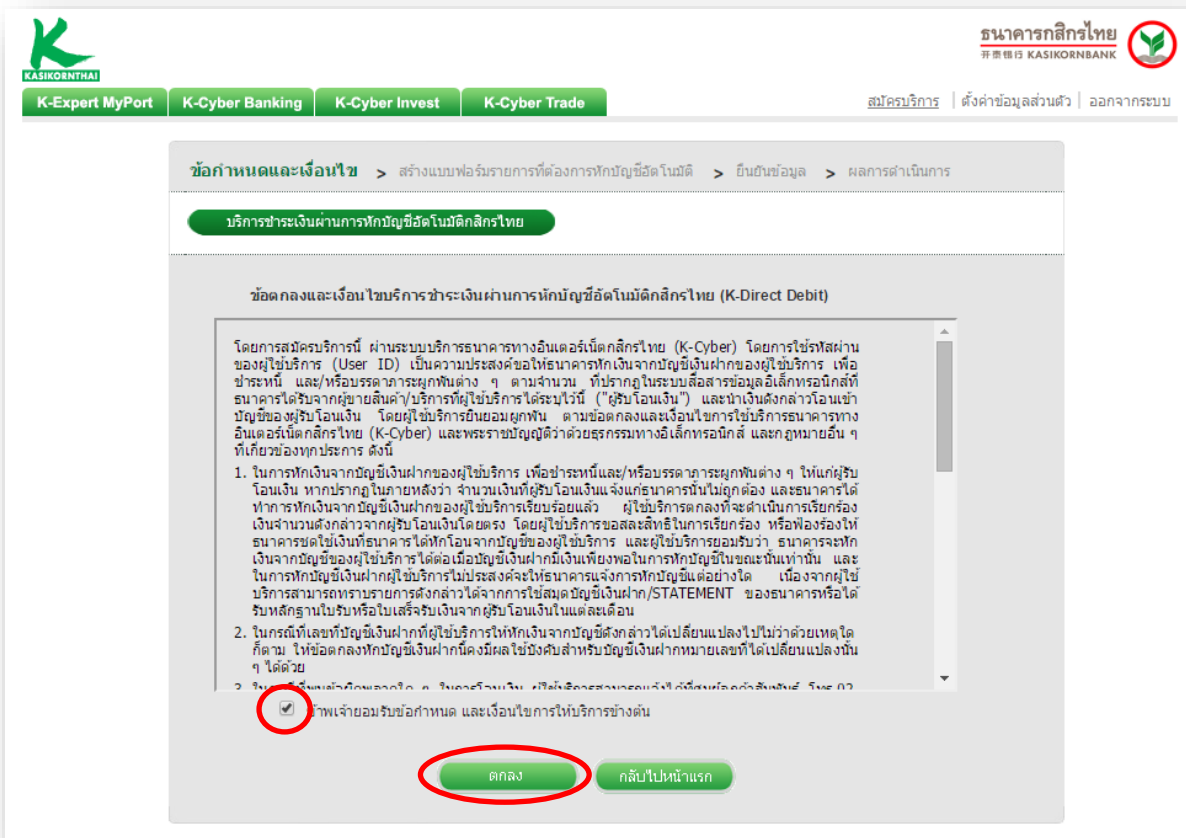 KASIKORNTHAI
ธนาคารกสิกรไทย
开泰银行 KASIKORNBANK
K-Expert MyPort K-Cyber Banking K-Cyber Invest K-Cyber Trade
สมัครบริการ | ตั้งค่าข้อมูลส่วนตัว | ออกจากระบบ
ข้อกำหนดและเงื่อนไข > สร้างแบบฟอร์มรายการที่ต้องการหักบัญชีอัตโนมัติ > ยืนยันข้อมูล > ผลการดำเนินการ
บริการชำระเงินผ่านการหักบัญชีอัตโนมัติกสิกรไทย
ข้อตกลงและเงื่อนไขบริการชำระเงินผ่านการหักบัญชีอัตโนมัติกสิกรไทย (K-Direct Debit)
โดยการสมัครบริการนี้ ผ่านระบบบริการธนาคารทางอินเตอร์เน็ตกสิกรไทย (K-Cyber) โดยการใช้รหัสผ่าน
ของผู้ใช้บริการ (User ID) เป็นความประสงค์ขอให้ธนาคารหักเงินจากบัญชีเงินฝากของผู้ใช้บริการ เพื่อ
ชำระหนี้ และ/หรือบรรดาภาระผูกพันต่าง ๆ ตามจำนวน ที่ปรากฏในระบบสื่อสารข้อมูลอิเล็กทรอนิกส์ที่
ธนาคารได้รับจากผู้ขายสินค้า/บริการที่ผู้ใช้บริการได้ระบุไว้นี้ ("ผู้รับโอนเงิน") และนำเงินดังกล่าวโอนเข้า
บัญชีของผู้รับโอนเงิน โดยผู้ใช้บริการยินยอมผูกพัน ตามข้อตกลงและเงื่อนไขการใช้บริการธนาคารทาง
อินเตอร์เน็ตกสิกรไทย (K-Cyber) และพระราชบัญญัติว่าด้วยธุรกรรมทางอิเล็กทรอนิกส์ และกฎหมายอื่น ๆ
ที่เกี่ยวข้องทุกประการ ดังนี้
1. ในการหักเงินจากบัญชีเงินฝากของผู้ใช้บริการ เพื่อชำระหนี้และ/หรือบรรดาภาระผูกพันต่าง ๆ ให้แก่ผู้รับ
โอนเงิน หากปรากฏในภายหลังว่า จำนวนเงินที่ผู้รับโอนเงินแจ้งแก่ธนาคารนั้นไม่ถูกต้อง และธนาคารได้
ทำการหักเงินจากบัญชีเงินฝากของผู้ใช้บริการเรียบร้อยแล้ว ผู้ใช้บริการตกลงที่จะดำเนินการเรียกร้อง
เงินจำนวนดังกล่าวจากผู้รับโอนเงินโดยตรง โดยผู้ใช้บริการขอสละสิทธิในการเรียกร้อง หรือฟ้องร้องให้
ธนาคารชดใช้เงินที่ธนาคารได้หักโอนจากบัญชีของผู้ใช้บริการ และผู้ใช้บริการยอมรับว่า ธนาคารจะหัก
เงินจากบัญชีของผู้ใช้บริการได้ต่อเมื่อบัญชีเงินฝากมีเงินเพียงพอในการหักบัญชีในขณะนั้นเท่านั้น และ
ในการหักบัญชีเงินฝากผู้ใช้บริการไม่ประสงค์จะให้ธนาคารแจ้งการหักบัญชีแต่อย่างใด เนื่องจากผู้ใช้
บริการสามารถทราบรายการดังกล่าวได้จากการใช้สมุดบัญชีเงินฝาก/STATEMENT ของธนาคารหรือได้
รับหลักฐานใบรับหรือใบเสร็จรับเงินจากผู้รับโอนเงินในแต่ละเดือน
2. ในกรณีที่เลขที่บัญชีเงินฝากที่ผู้ใช้บริการให้หักเงินจากบัญชีดังกล่าวได้เปลี่ยนแปลงไปไม่ว่าด้วยเหตุใด
ก็ตาม ให้ข้อตกลงหักบัญชีเงินฝากนี้คงมีผลใช้บังคับสำหรับบัญชีเงินฝากหมายเลขที่ได้เปลี่ยนแปลงนั้น
ๆ ได้ด้วย
3. ในกรณีที่พบข้อผิดพลาดใด ๆ ในการโอนเงิน ผู้ใช้บริการสามารถแจ้งได้ที่ศูนย์ลูกค้าสัมพันธ์ โทร.02
ข้าพเจ้ายอมรับข้อกำหนด และเงื่อนไขการให้บริการข้างต้น
ตกลง กลับไปหน้าแรก